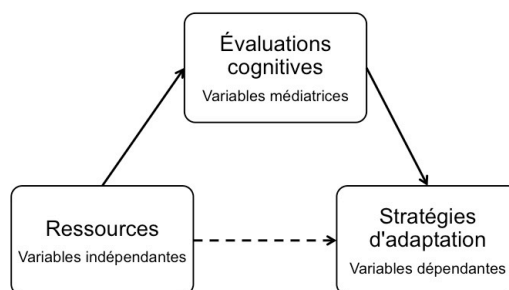 Évaluations
cognitives
Variables médiatrices
Ressources
Variables indépendantes
Stratégies
d'adaptation
Variables dépendantes